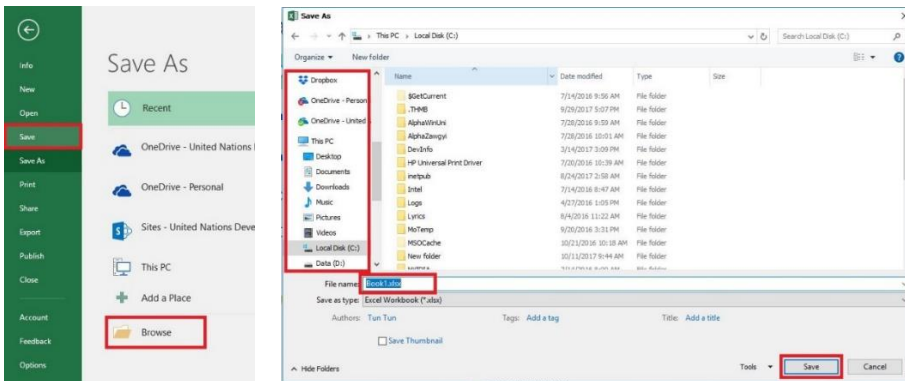 Info
New
Open
Save
Save As
Print
Share
Export
Publish
Close
Account
Feedback
Options
Save As
Recent
OneDrive - United Nations
OneDrive - Personal
Sites - United Nations Deve
This PC
Add a Place
Browse
Save As
This PC > Local Disk (C:)
Search Local Disk (C:)
Organize New folder
Dropbox
OneDrive - Person
OneDrive - United
This PC
Desktop
Documents
Downloads
Music
Pictures
Videos
Local Disk (C:)
Data (D:)
Name Date modified Type Size
$GetCurrent 7/14/2016 9:56 AM File folder
.THMB 9/29/2017 5:07 PM File folder
AlphaWinUni 7/28/2016 9:59 AM File folder
AlphaZawgyi 7/28/2016 10:01 AM File folder
DevInfo 3/14/2017 3:09 PM File folder
HP Universal Print Driver 7/20/2016 10:39 AM File folder
inetpub 8/24/2017 2:58 AM File folder
Intel 7/14/2016 8:47 AM File folder
Logs 4/27/2016 1:05 PM File folder
Lyrics 8/4/2016 11:22 AM File folder
MoTemp 9/20/2016 3:31 PM File folder
MSOCache 10/21/2016 10:18 AM File folder
New folder 10/11/2017 9:44 AM File folder
File name: Book1.xlsx
Save as type: Excel Workbook (*.xlsx)
Authors: Tun Tun Tags: Add a tag Title: Add a title
Save Thumbnail
Hide Folders Tools Save Cancel